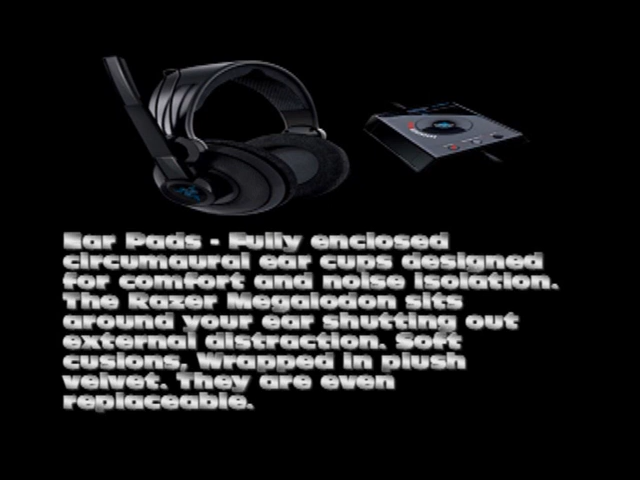 Ear Pads - Fully enclosed
circumaural ear cups designed
for comfort and noise isolation.
The Razer Megalodon sits
around your ear shutting out
external distraction. Soft
cusions, Wrapped in plush
velvet. They are even
replaceable.